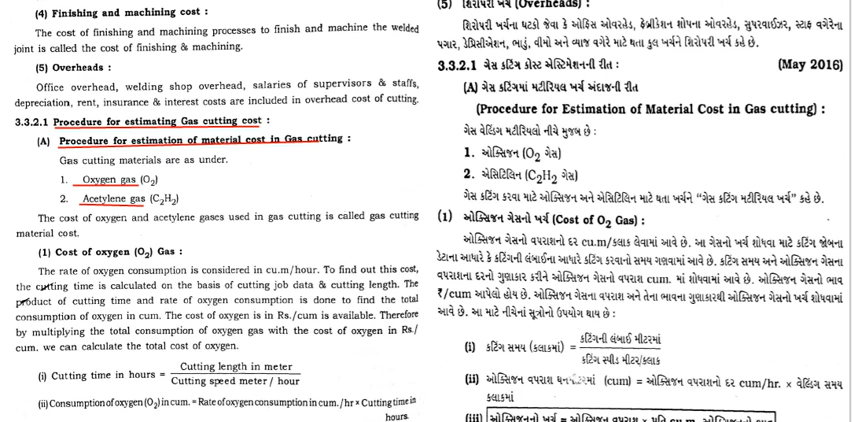 (4) Finishing and machining cost :
The cost of finishing and machining processes to finish and machine the welded
joint is called the cost of finishing & machining.
(5) Overheads :
Office overhead, welding shop overhead, salaries of supervisors & staffs,
depreciation, rent, insurance & interest costs are included in overhead cost of cutting.
3.3.2.1 Procedure for estimating Gas cutting cost :
(A) Procedure for estimation of material cost in Gas cutting :
Gas cutting materials are as under.
1. Oxygen gas (O₂)
2. Acetylene gas (C₂H₂)
The cost of oxygen and acetylene gases used in gas cutting is called gas cutting
material cost.
(1) Cost of oxygen (O₂) Gas :
The rate of oxygen consumption is considered in cu.m/hour. To find out this cost,
the cutting time is calculated on the basis of cutting job data & cutting length. The
product of cutting time and rate of oxygen consumption is done to find the total
consumption of oxygen in cum. The cost of oxygen is in Rs./cum is available. Therefore
by multiplying the total consumption of oxygen gas with the cost of oxygen in Rs./
cum. we can calculate the total cost of oxygen.
(i) Cutting time in hours = Cutting length in meter / Cutting speed meter / hour
(ii) Consumption of oxygen (O₂) in cum. = Rate of oxygen consumption in cum. /hr × Cutting time in
hours.
(5) શિરોપરી ખર્ચ (Overheads) :
શિરોપરી ખર્ચના ઘટકો જેવા કે ઓફિસ ઓવરહેડ, ફેબ્રીકેશન શોપના ઓવરહેડ, સુપરવાઈઝર, સ્ટાફ વગેરેના
પગાર, ડેપ્રિસીએશન, ભાડું, વીમો અને વ્યાજ વગેરે માટે થતા કુલ ખર્ચને શિરોપરી ખર્ચ કહે છે.
3.3.2.1 ગેસ કટિંગ કોસ્ટ એસ્ટિમેશનની રીત : (May 2016)
(A) ગેસ કટિંગમાં મટીરિયલ ખર્ચ અંદાજની રીત
(Procedure for Estimation of Material Cost in Gas cutting) :
ગેસ વેલ્ડિંગ મટીરિયલો નીચે મુજબ છે :
1. ઓક્સિજન (O₂ ગેસ)
2. એસિટિલિન (C₂H₂ ગેસ)
ગેસ કટિંગ કરવા માટે ઓક્સિજન અને એસિટિલિન માટે થતા ખર્ચને “ગેસ કટિંગ મટીરિયલ ખર્ચ” કહે છે.
(1) ઓક્સિજન ગેસનો ખર્ચ (Cost of O₂ Gas) :
ઓક્સિજન ગેસનો વપરાશનો દર cu.m/કલાક લેવામાં આવે છે. આ ગેસનો ખર્ચ શોધવા માટે કટિંગ જોબના
ડેટાના આધારે કે કટિંગની લંબાઈના આધારે કટિંગ કરવાનો સમય ગણવામાં આવે છે. કટિંગ સમય અને ઓક્સિજન ગેસના
વપરાશના દરનો ગુણાકાર કરીને ઓક્સિજન ગેસનો વપરાશ cum. માં શોધવામાં આવે છે. ઓક્સિજન ગેસનો ભાવ
₹/cum આપેલો હોય છે. ઓક્સિજન ગેસના વપરાશ અને તેના ભાવના ગુણાકારથી ઓક્સિજન ગેસનો ખર્ચ શોધવામાં
આવે છે. આ માટે નીચેનાં સૂત્રોનો ઉપયોગ થાય છે :
(i) કટિંગ સમય (કલાકમાં) = કટિંગની લંબાઈ મીટરમાં / કટિંગ સ્પીડ મીટર/કલાક
(ii) ઓક્સિજન વપરાશ (cum) = ઓક્સિજન વપરાશનો દર cum/hr. × વેલ્ડિંગ સમય
કલાકમાં
(iii) ઓક્સિજનનો ખર્ચ = ઓક્સિજન વપરાશ ×